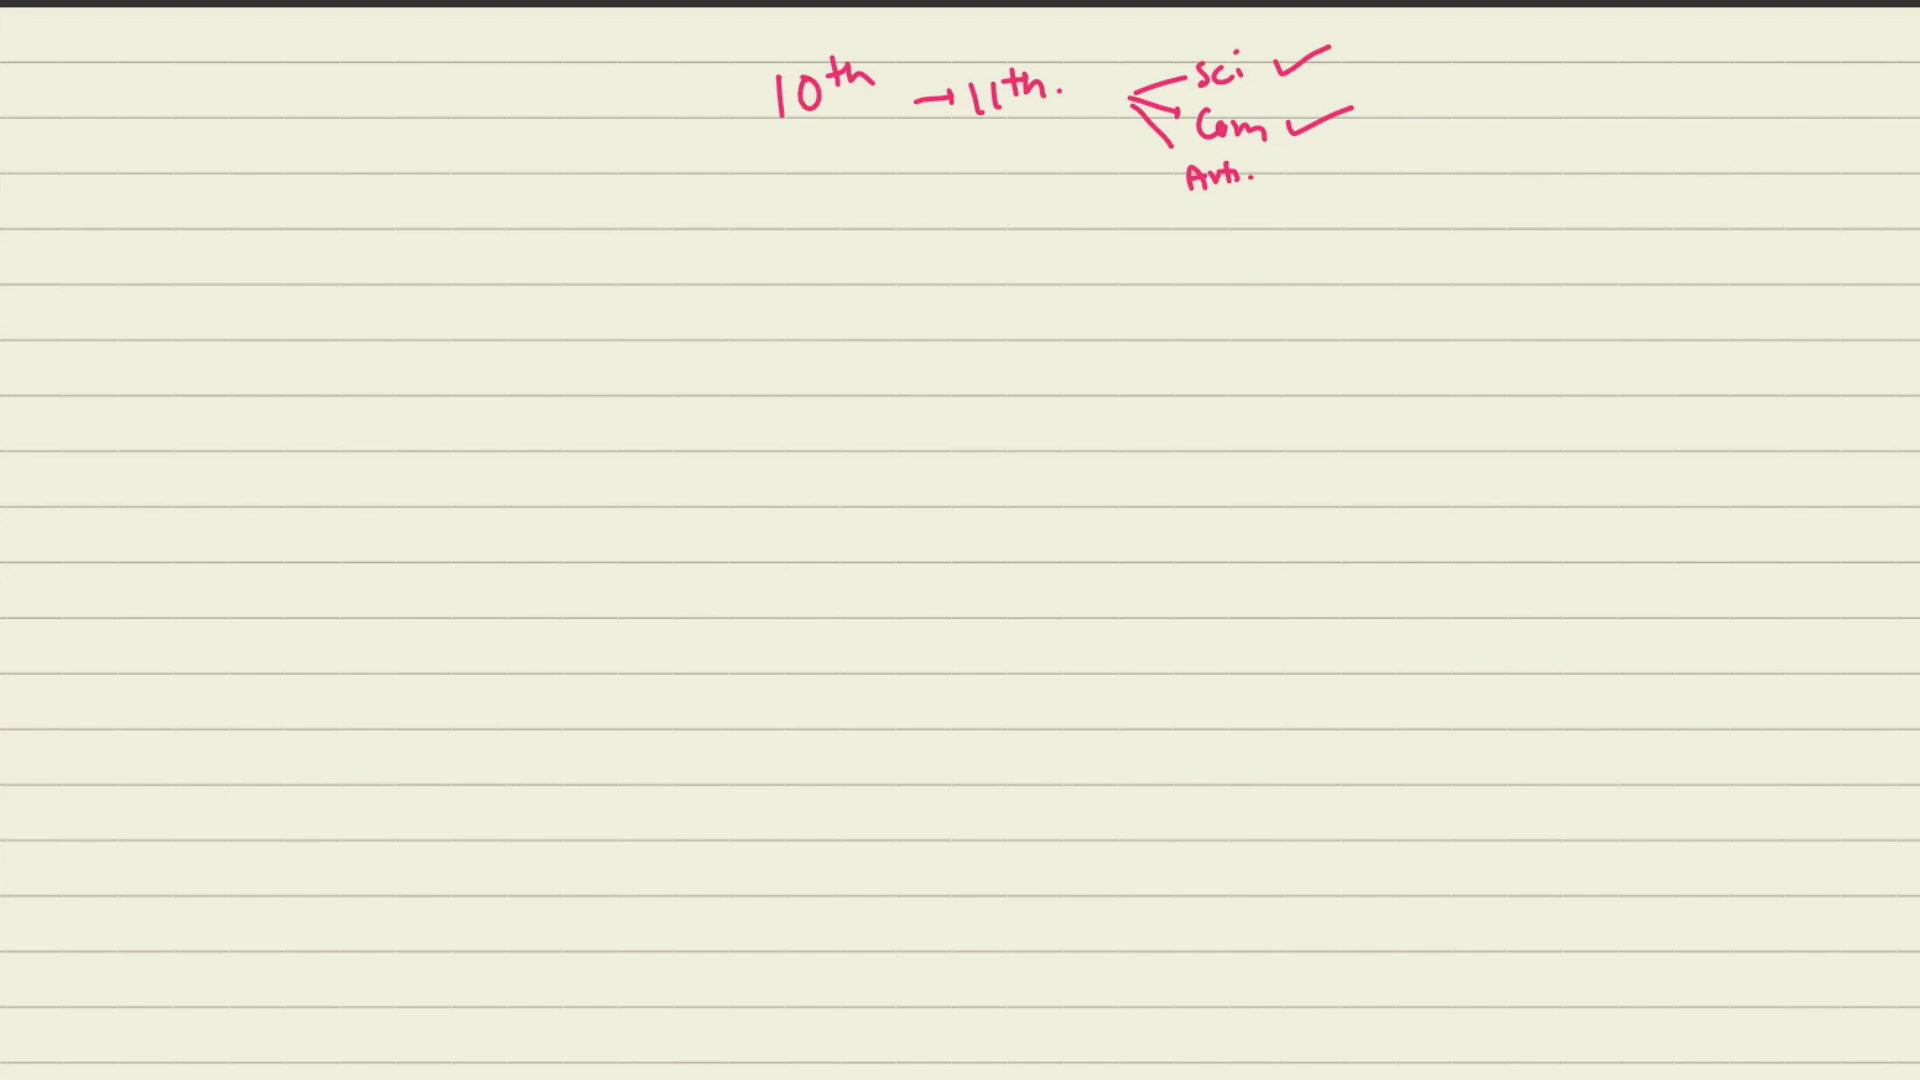 10th → 11th. Sci ✓
Com ✓
Arts.